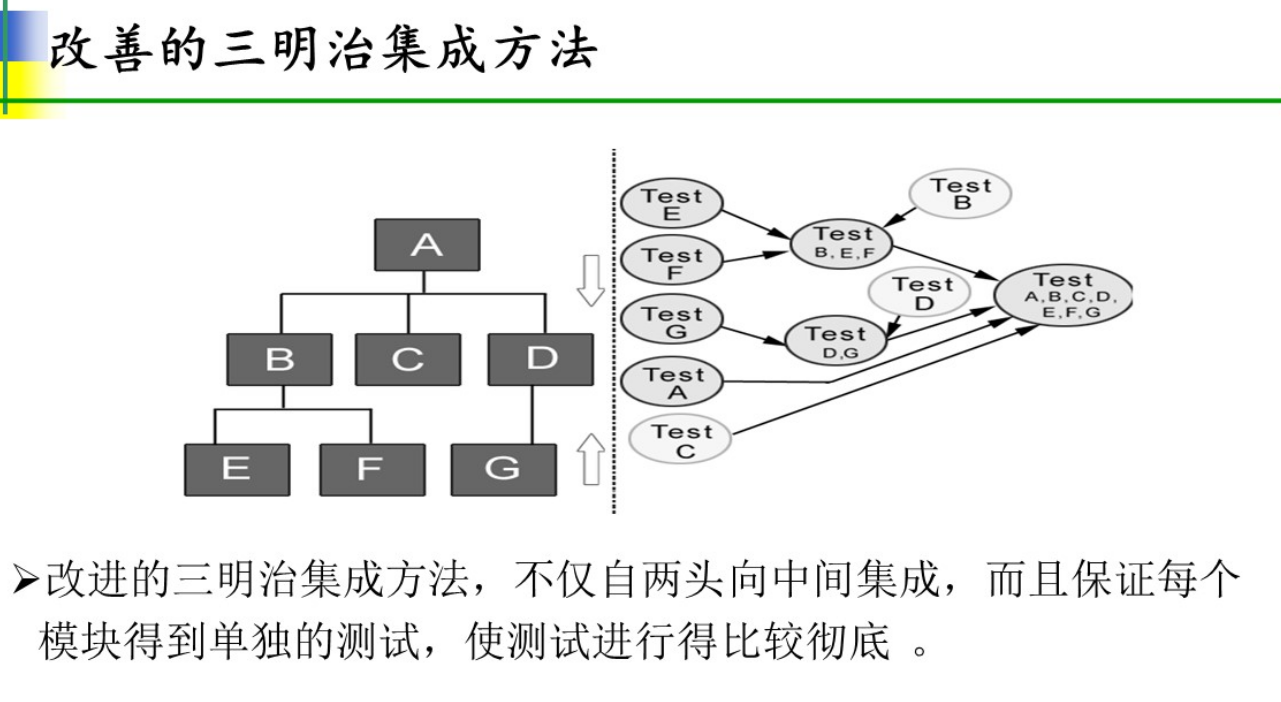 改善的三明治集成方法
A
B
C
D
E
F
G
Test
E
Test
F
Test
G
Test
A
Test
C
Test
B, E, F
Test
B
Test
D
Test
D,G
Test
A, B, C, D,
E, F, G
➢改进的三明治集成方法，不仅自两头向中间集成，而且保证每个
模块得到单独的测试，使测试进行得比较彻底 。